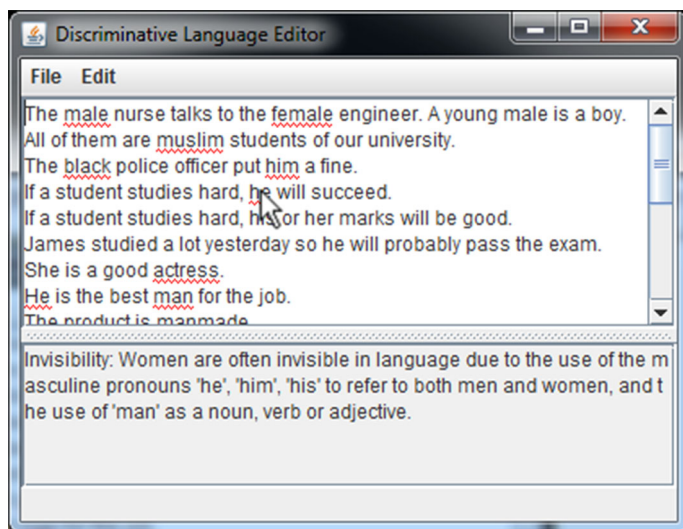 Discriminative Language Editor
File Edit
The male nurse talks to the female engineer. A young male is a boy.
All of them are muslim students of our university.
The black police officer put him a fine.
If a student studies hard, he will succeed.
If a student studies hard, his or her marks will be good.
James studied a lot yesterday so he will probably pass the exam.
She is a good actress.
He is the best man for the job.
The product is manmade.
Invisibility: Women are often invisible in language due to the use of the m
asculine pronouns 'he', 'him', 'his' to refer to both men and women, and t
he use of 'man' as a noun, verb or adjective.